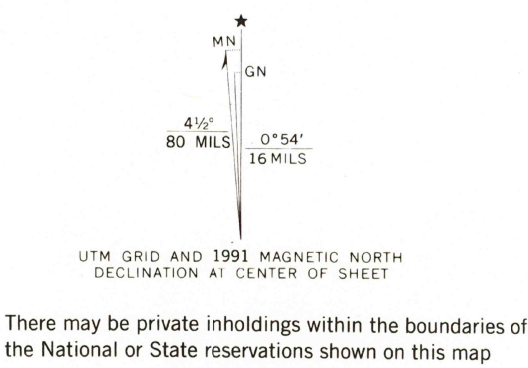 ★
MN
GN
4½°
80 MILS
0°54′
16 MILS
UTM GRID AND 1991 MAGNETIC NORTH
DECLINATION AT CENTER OF SHEET
There may be private inholdings within the boundaries of
the National or State reservations shown on this map